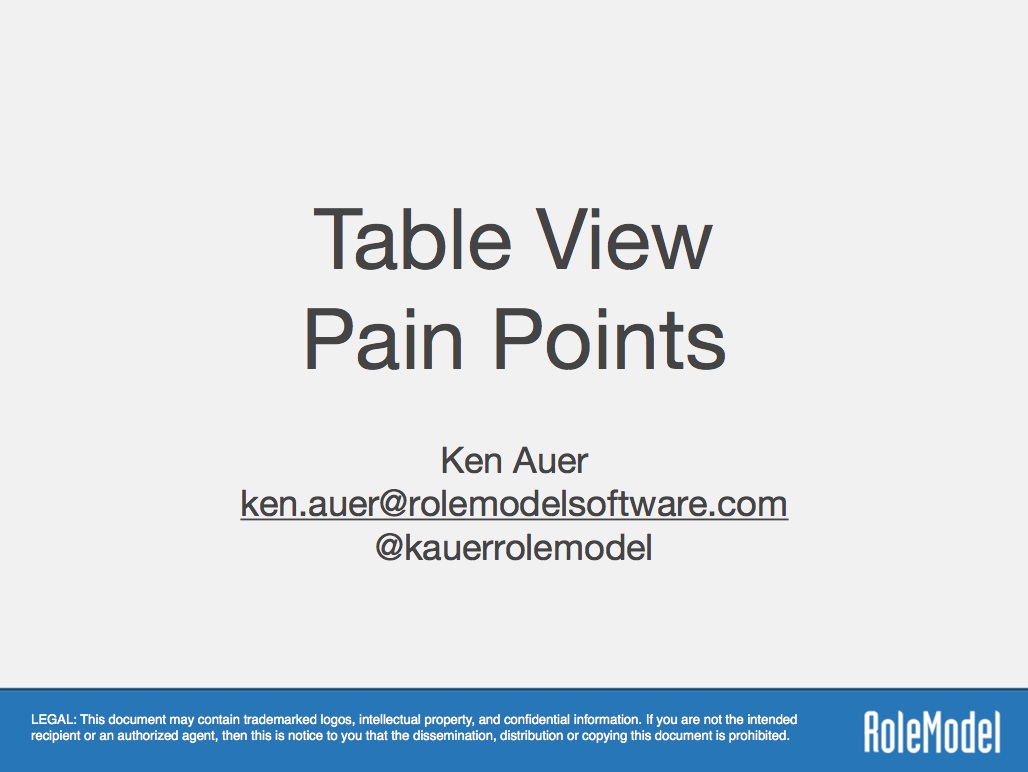 Table View
Pain Points
Ken Auer
ken.auer@rolemodelsoftware.com
@kauerrolemodel
LEGAL: This document may contain trademarked logos, intellectual property, and confidential information. If you are not the intended
recipient or an authorized agent, then this is notice to you that the dissemination, distribution or copying this document is prohibited.
RoleModel